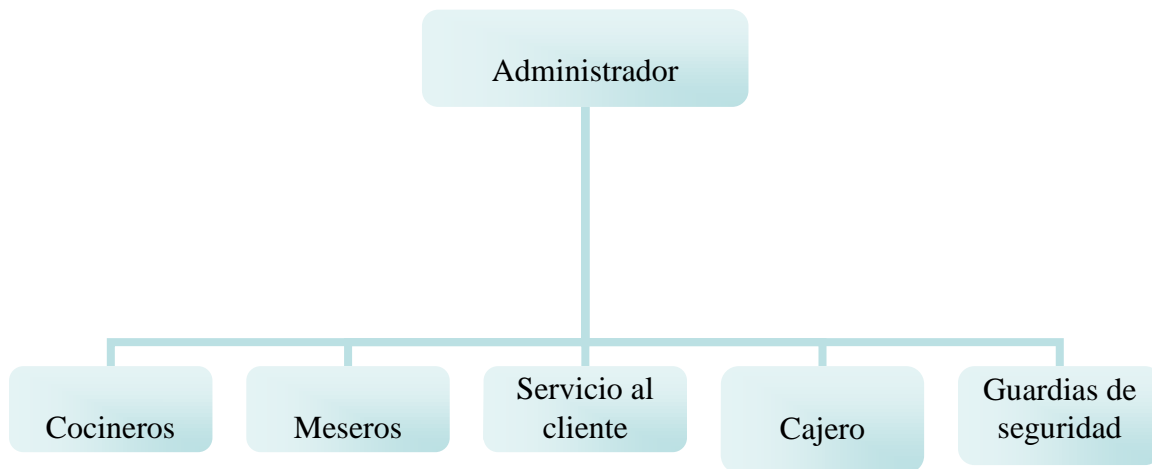 Administrador
Cocineros
Meseros
Servicio al
cliente
Cajero
Guardias de
seguridad